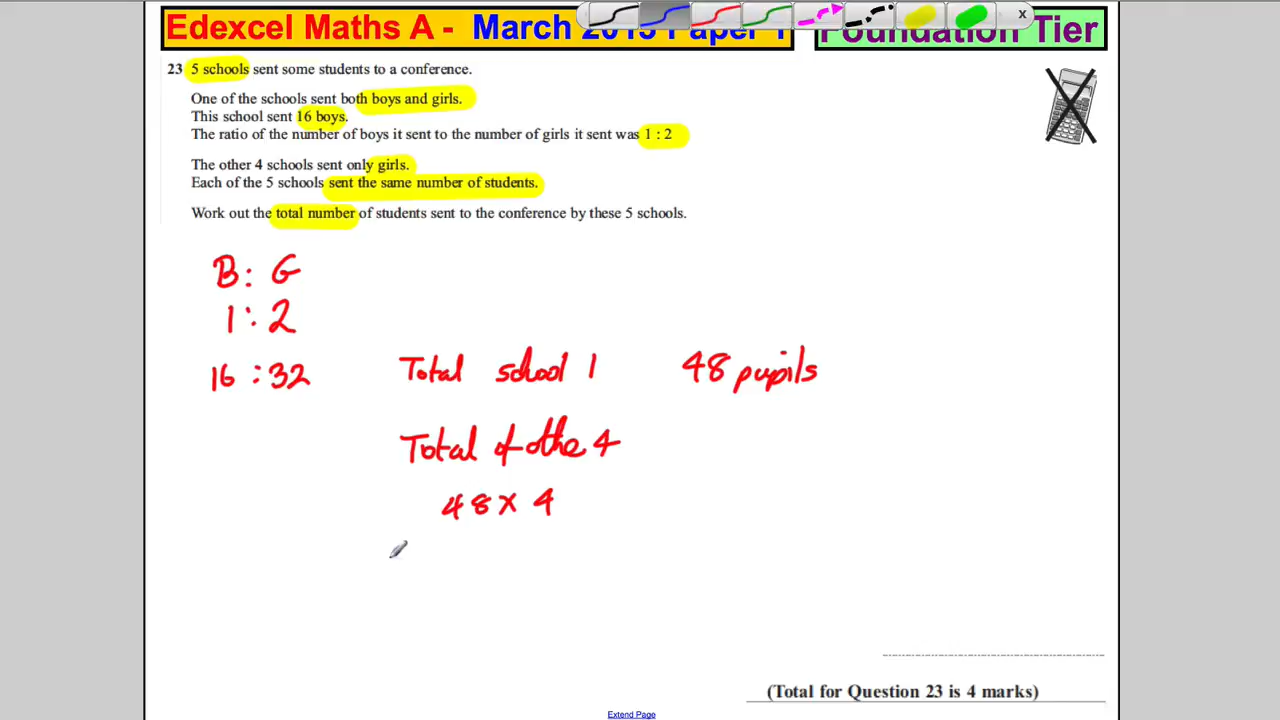 Edexcel Maths A - March 2013 Paper 1
Foundation Tier
x
23 5 schools sent some students to a conference.
One of the schools sent both boys and girls.
This school sent 16 boys.
The ratio of the number of boys it sent to the number of girls it sent was 1 : 2
The other 4 schools sent only girls.
Each of the 5 schools sent the same number of students.
Work out the total number of students sent to the conference by these 5 schools.
B : G
1 : 2
16 : 32 Total school 1 48 pupils
Total of the 4
48 x 4
(Total for Question 23 is 4 marks)
Extend Page